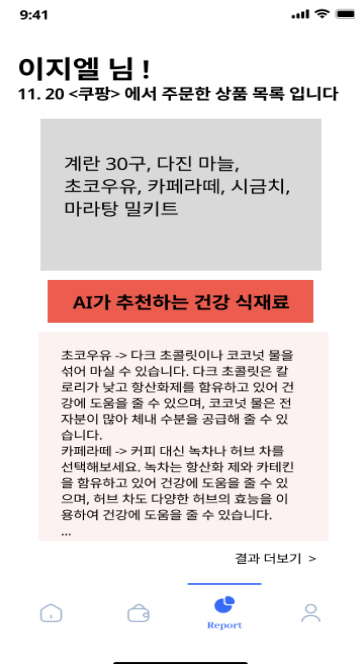 9:41
이지엘 님 !
11. 20 <쿠팡> 에서 주문한 상품 목록 입니다
계란 30구, 다진 마늘,
초코우유, 카페라떼, 시금치,
마라탕 밀키트
AI가 추천하는 건강 식재료
초코우유 -> 다크 초콜릿이나 코코넛 물을
섞어 마실 수 있습니다. 다크 초콜릿은 칼
로리가 낮고 항산화제를 함유하고 있어 건
강에 도움을 줄 수 있으며, 코코넛 물은 전
자분이 많아 체내 수분을 공급해 줄 수 있
습니다.
카페라떼 -> 커피 대신 녹차나 허브 차를
선택해보세요. 녹차는 항산화 제와 카테킨
을 함유하고 있어 건강에 도움을 줄 수 있
으며, 허브 차도 다양한 허브의 효능을 이
용하여 건강에 도움을 줄 수 있습니다.
...
결과 더보기 >
Report